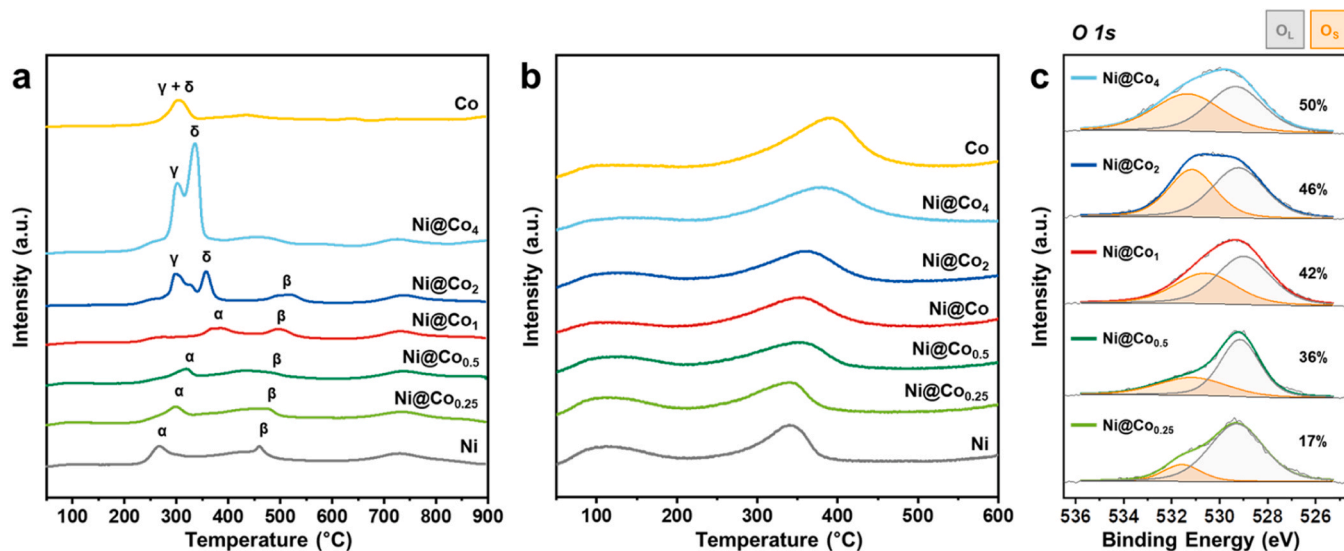 a
γ + δ
Co
δ
γ
Ni@Co4
γ
δ
β
Ni@Co2
α
β
Ni@Co1
α
β
Ni@Co0.5
α
β
Ni@Co0.25
α
β
Ni
Intensity (a.u.)
100 200 300 400 500 600 700 800 900
Temperature (°C)
b
Co
Ni@Co4
Ni@Co2
Ni@Co
Ni@Co0.5
Ni@Co0.25
Ni
Intensity (a.u.)
100 200 300 400 500 600
Temperature (°C)
O 1s
OL
OS
c
Ni@Co4
50%
Ni@Co2
46%
Ni@Co1
42%
Ni@Co0.5
36%
Ni@Co0.25
17%
Intensity (a.u.)
536 534 532 530 528 526
Binding Energy (eV)